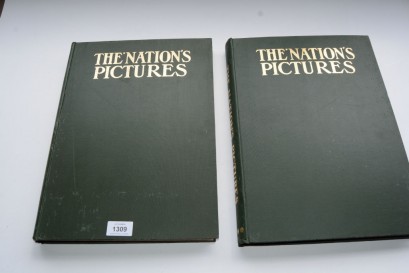 THE NATION'S
PICTURES
1309
THE NATION'S
PICTURES